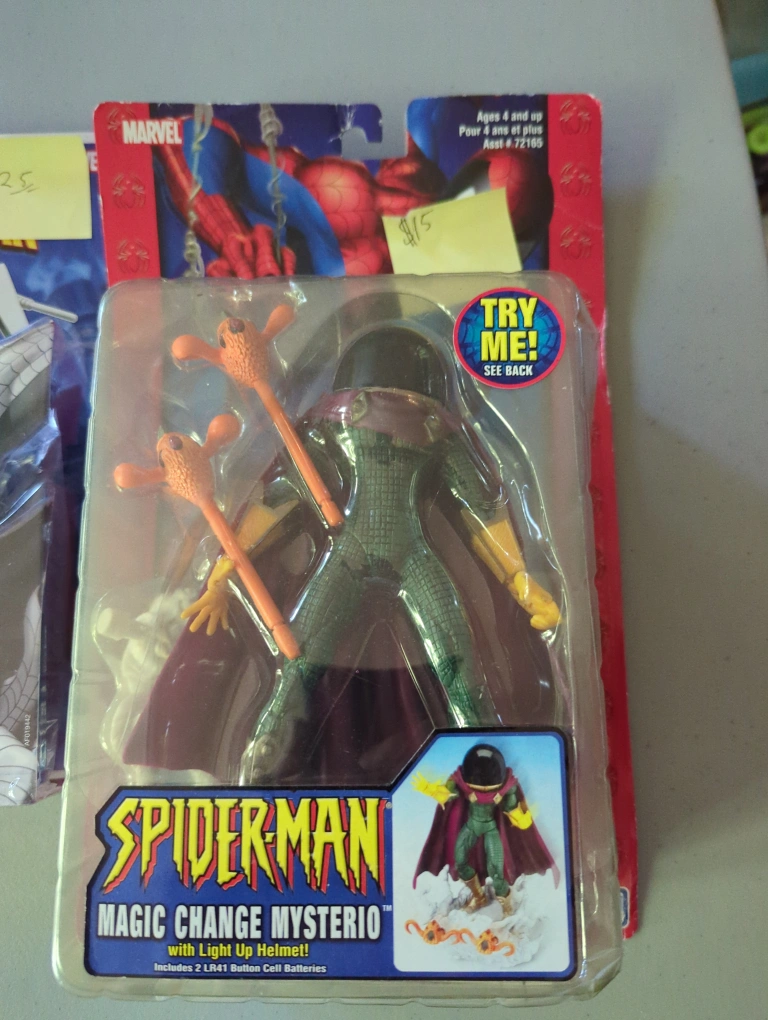 MARVEL
Ages 4 and up
Pour 4 ans et plus
Asst # 72165
25
$15
TRY
ME!
SEE BACK
SPIDER-MAN®
MAGIC CHANGE MYSTERIO™
with Light Up Helmet!
Includes 2 LR41 Button Cell Batteries